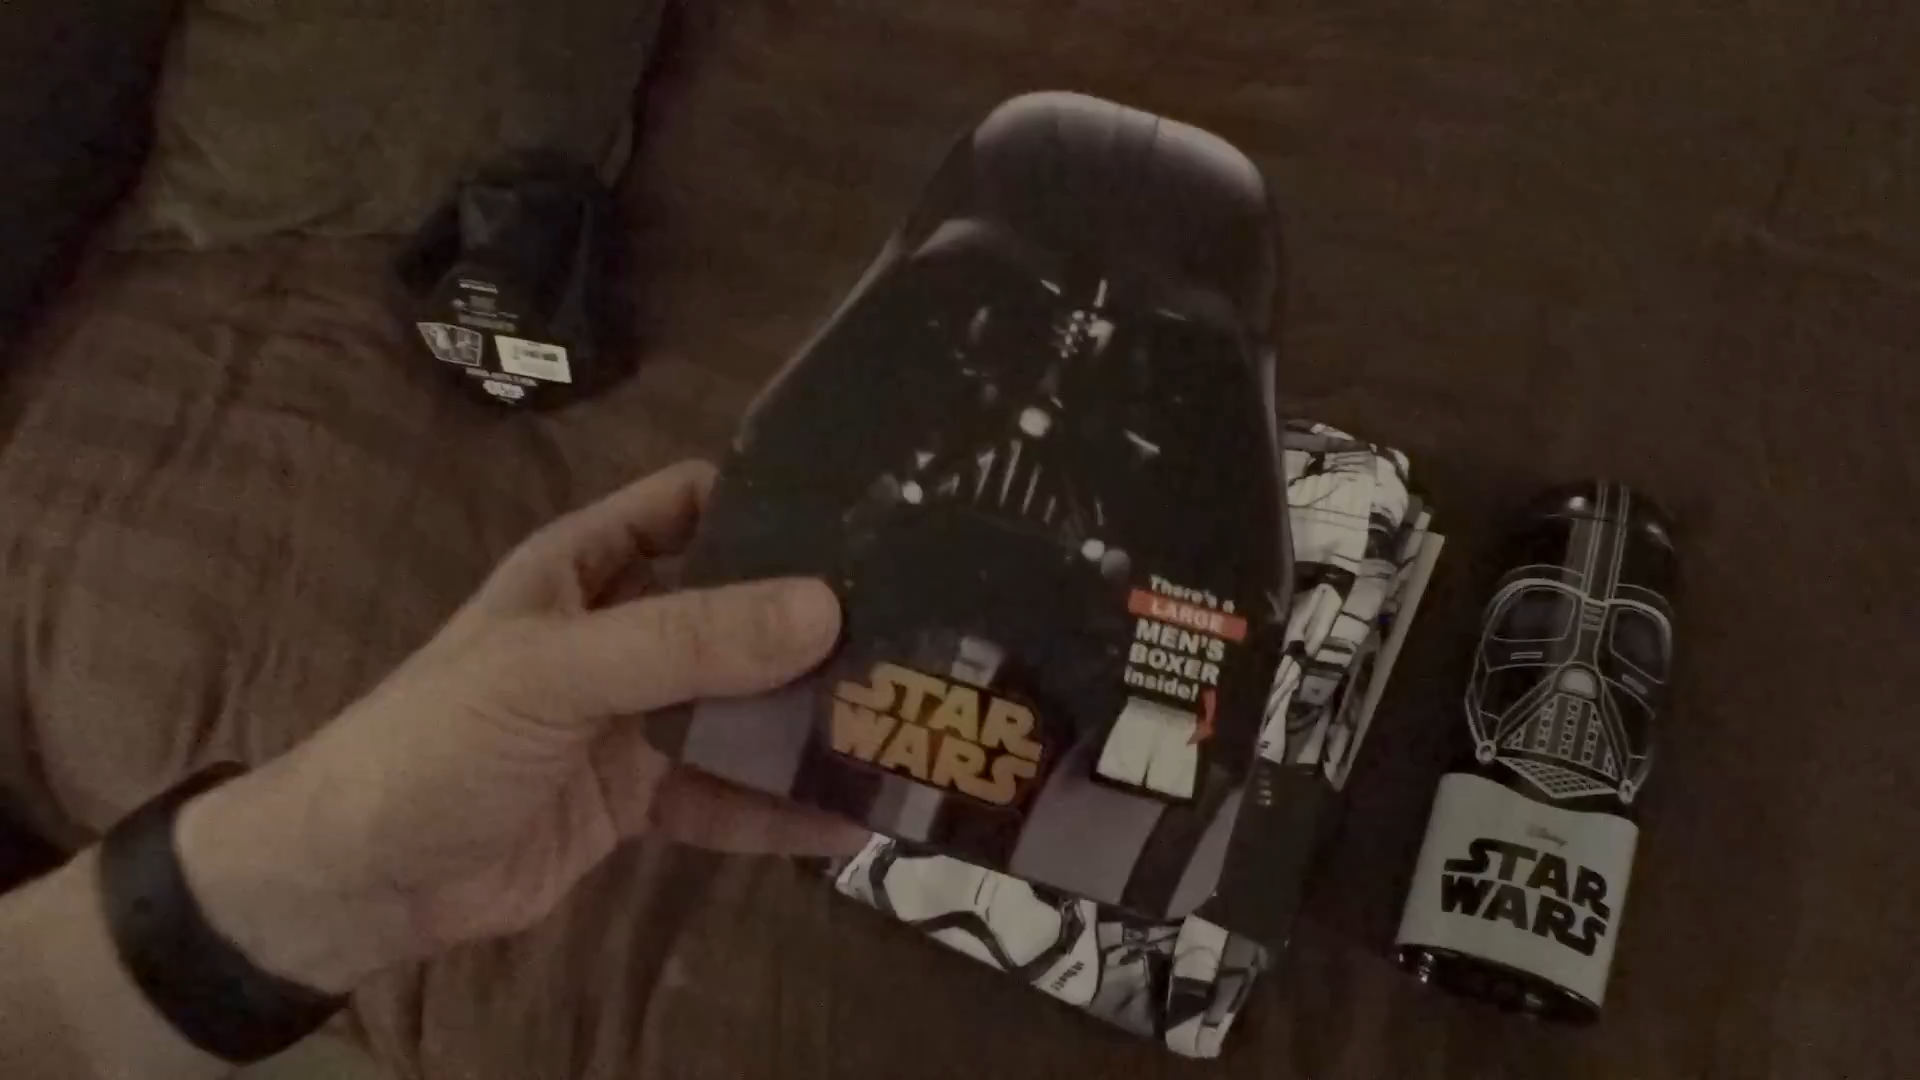 There's a
LARGE
MEN'S
BOXER
inside!
STAR
WARS
Disney
STAR
WARS